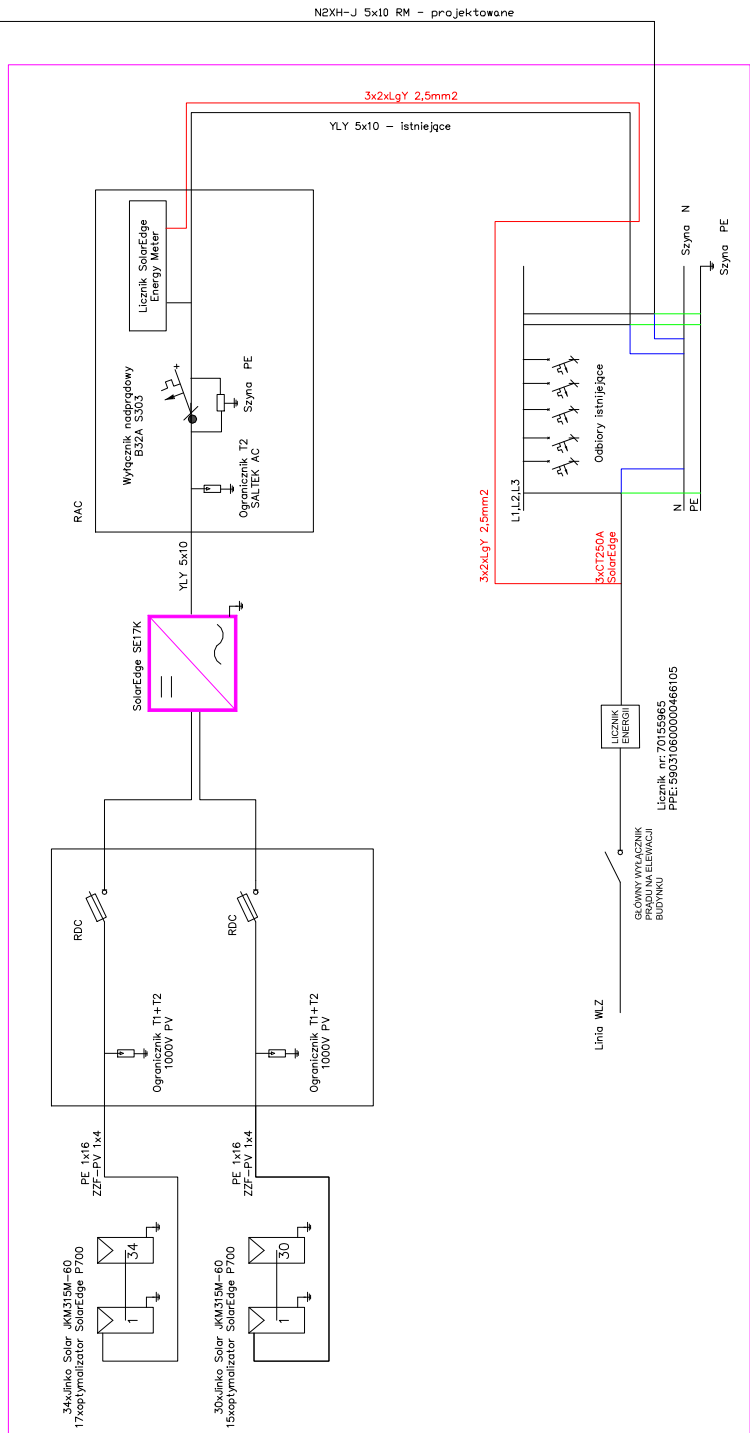 N2XH-J 5x10 RM - projektowane
3x2xLgY 2,5mm2
YLY 5x10 - istniejące
Licznik SolarEdge
Energy Meter
Wyłącznik nadprądowy
B32A S303
Szyna PE
Ogranicznik T2
SALTEK AC
RAC
YLY 5x10
SolarEdge SE17K
Szyna N
Szyna PE
Odbiory istnijejące
L1,L2,L3
N
PE
3x2xLgY 2,5mm2
3xCT250A
SolarEdge
LICZNIK
ENERGII
Licznik nr: 70155965
PPE: 590310600000466105
GŁÓWNY WYŁĄCZNIK
PRĄDU NA ELEWACJI
BUDYNKU
Linia WLZ
RDC
RDC
Ogranicznik T1+T2
1000V PV
Ogranicznik T1+T2
1000V PV
PE 1x16
ZZF-PV 1x4
PE 1x16
ZZF-PV 1x4
34
1
30
1
34xJinko Solar JKM315M-60
17xoptymalizator SolarEdge P700
30xJinko Solar JKM315M-60
15xoptymalizator SolarEdge P700